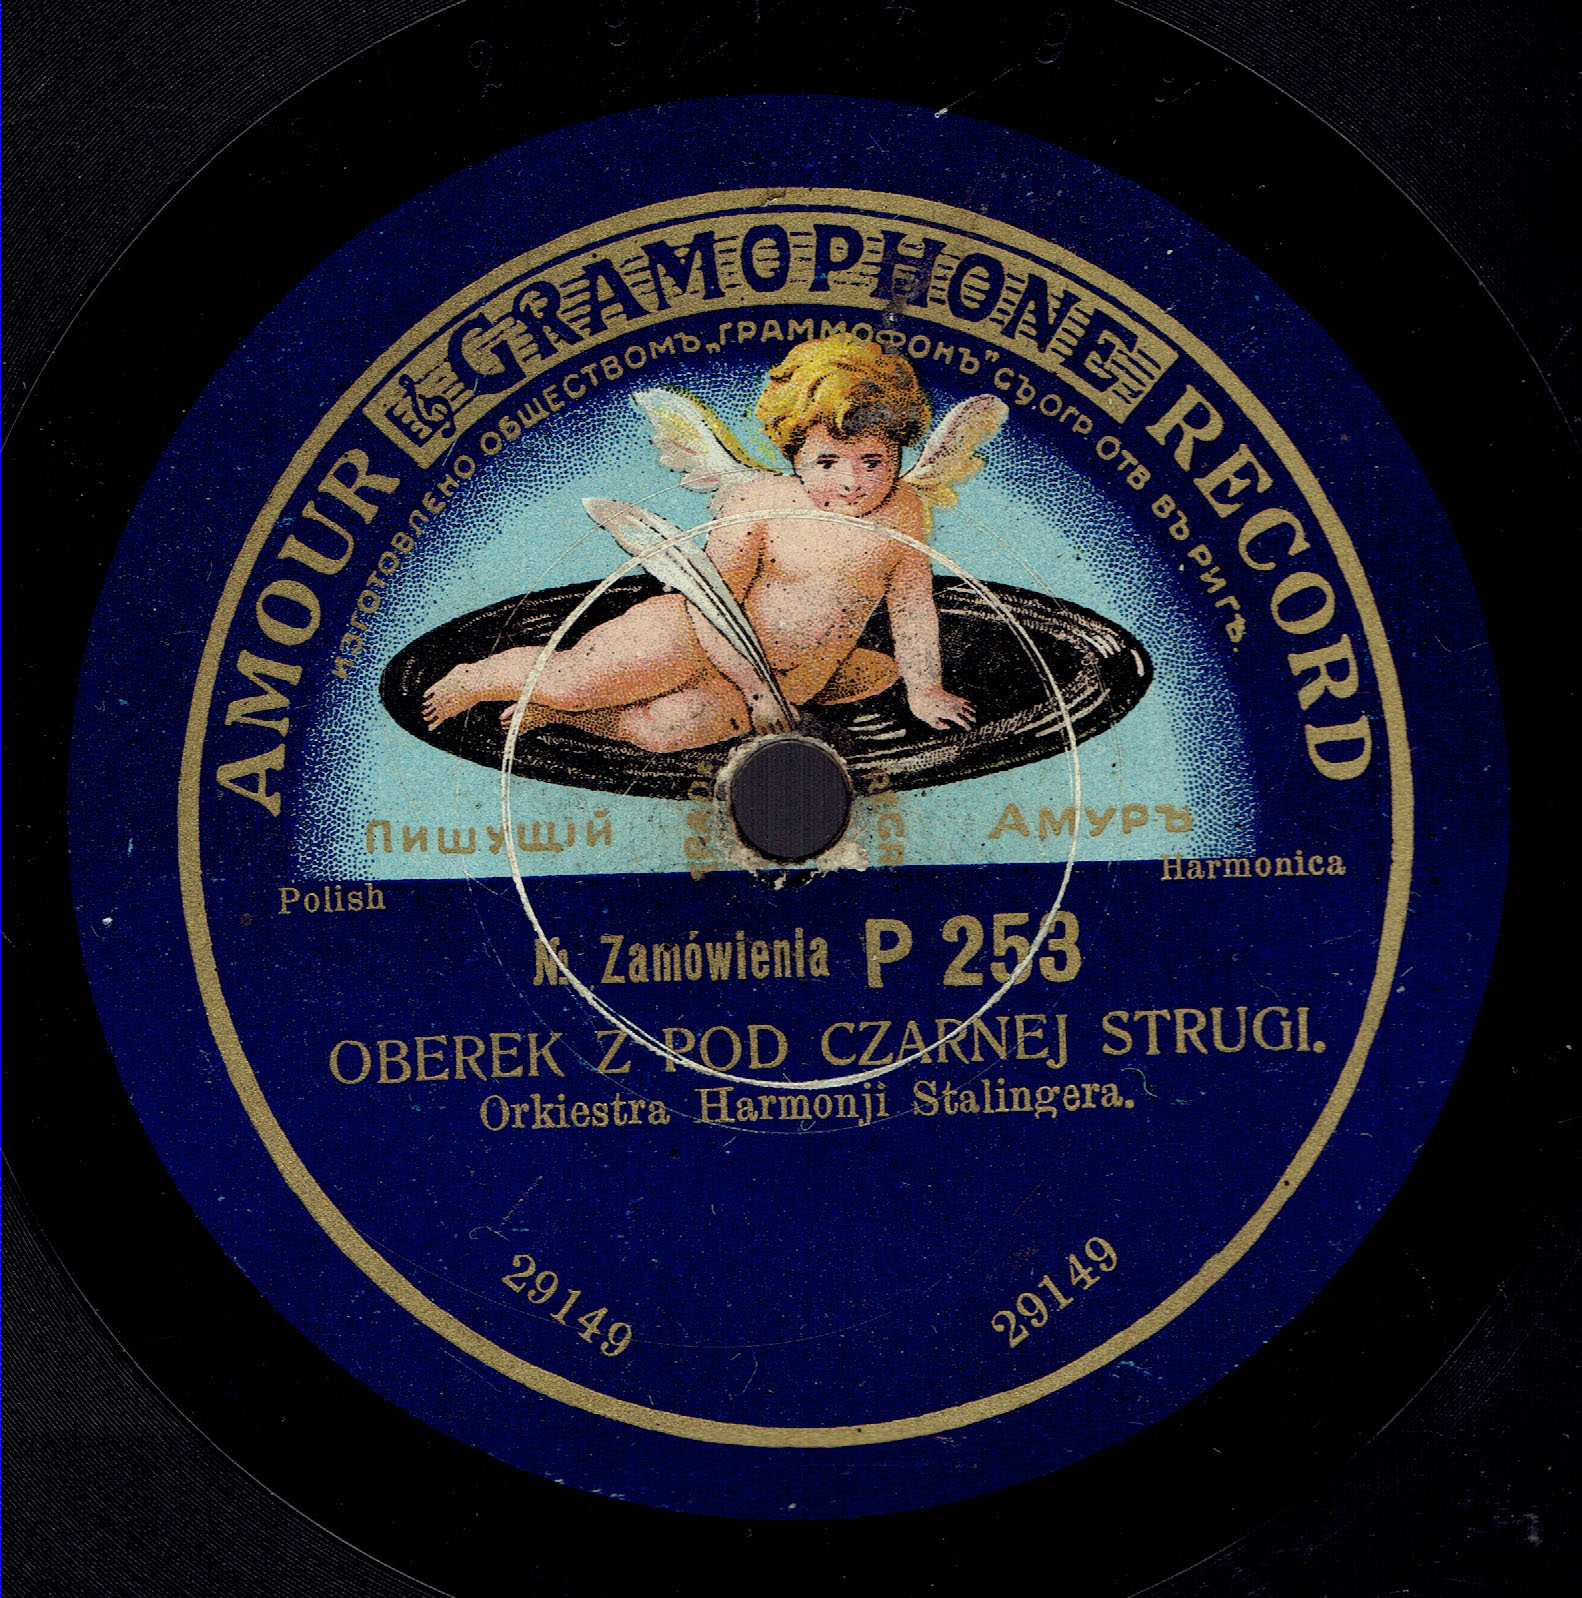 AMOUR GRAMOPHONE RECORD
ИЗГОТОВЛЕНО ОБЩЕСТВОМЪ „ГРАММОФОНЪ" СЪ ОГР. ОТВ ВЪ РИГѢ.
ПИШУЩІЙ АМУРЪ
Polish Harmonica
№ Zamówienia P 253
OBEREK Z POD CZARNEJ STRUGI.
Orkiestra Harmonji Stalingera.
29149 29149